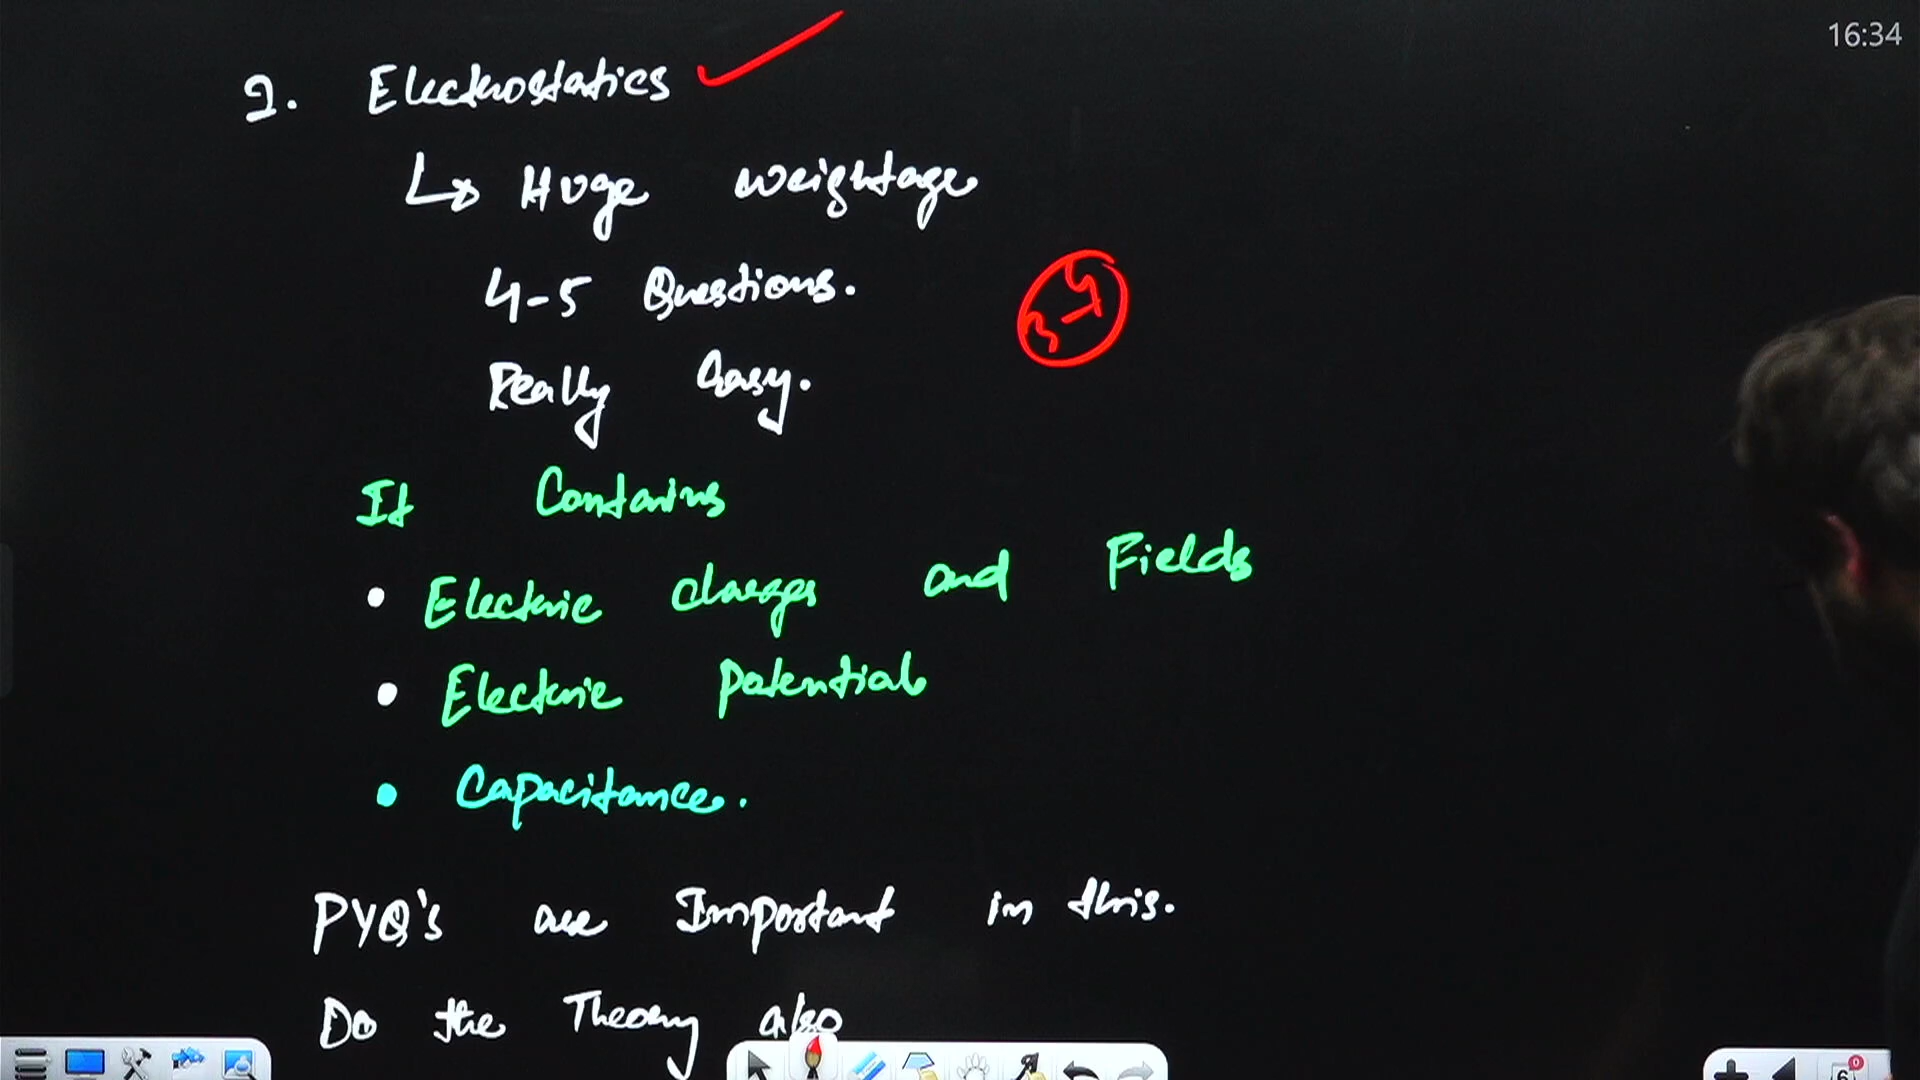 16:34
2. Electrostatics
↳ Huge weightage
4-5 Questions.
3-4
Really Easy.
It Contains
• Electric charges and Fields
• Electric potential
• Capacitance.
PYQ's are Important in this.
Do the Theory also